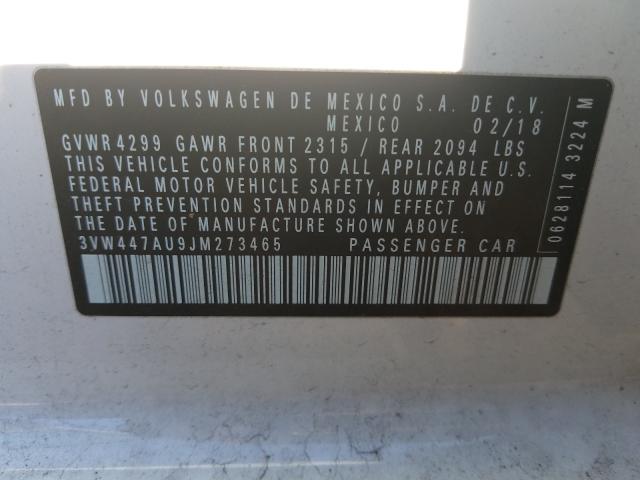 MFD BY VOLKSWAGEN DE MEXICO S.A. DE C.V.
MEXICO 02/18
GVWR 4299 GAWR FRONT 2315 / REAR 2094 LBS
THIS VEHICLE CONFORMS TO ALL APPLICABLE U.S.
FEDERAL MOTOR VEHICLE SAFETY, BUMPER AND
THEFT PREVENTION STANDARDS IN EFFECT ON
THE DATE OF MANUFACTURE SHOWN ABOVE.
3VW447AU9JM273465 PASSENGER CAR
0628114 3224 M